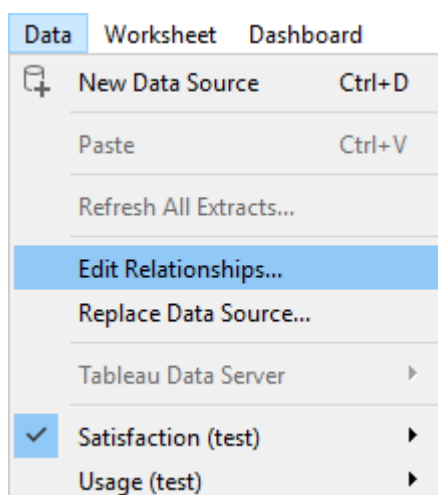 Data Worksheet Dashboard
New Data Source Ctrl+D
Paste Ctrl+V
Refresh All Extracts...
Edit Relationships...
Replace Data Source...
Tableau Data Server
Satisfaction (test)
Usage (test)